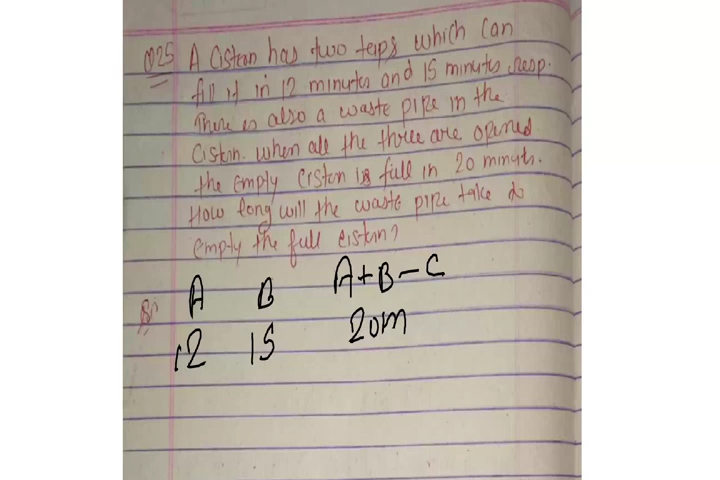 Q25 A Cistern has two taps which can
fill it in 12 minutes and 15 minutes resp.
There is also a waste pipe in the
Cistern. when all the three are opened
the empty cistern is full in 20 minuts.
How long will the waste pipe take to
empty the full cistern?
A B A+B-C
12 15 20m